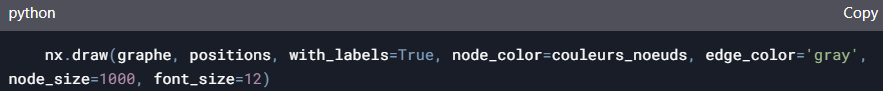 python Copy
nx.draw(graphe, positions, with_labels=True, node_color=couleurs_noeuds, edge_color='gray',
node_size=1000, font_size=12)